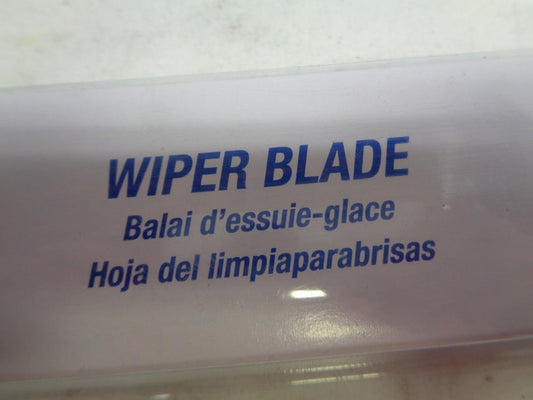 WIPER BLADE
Balai d'essuie-glace
Hoja del limpiaparabrisas